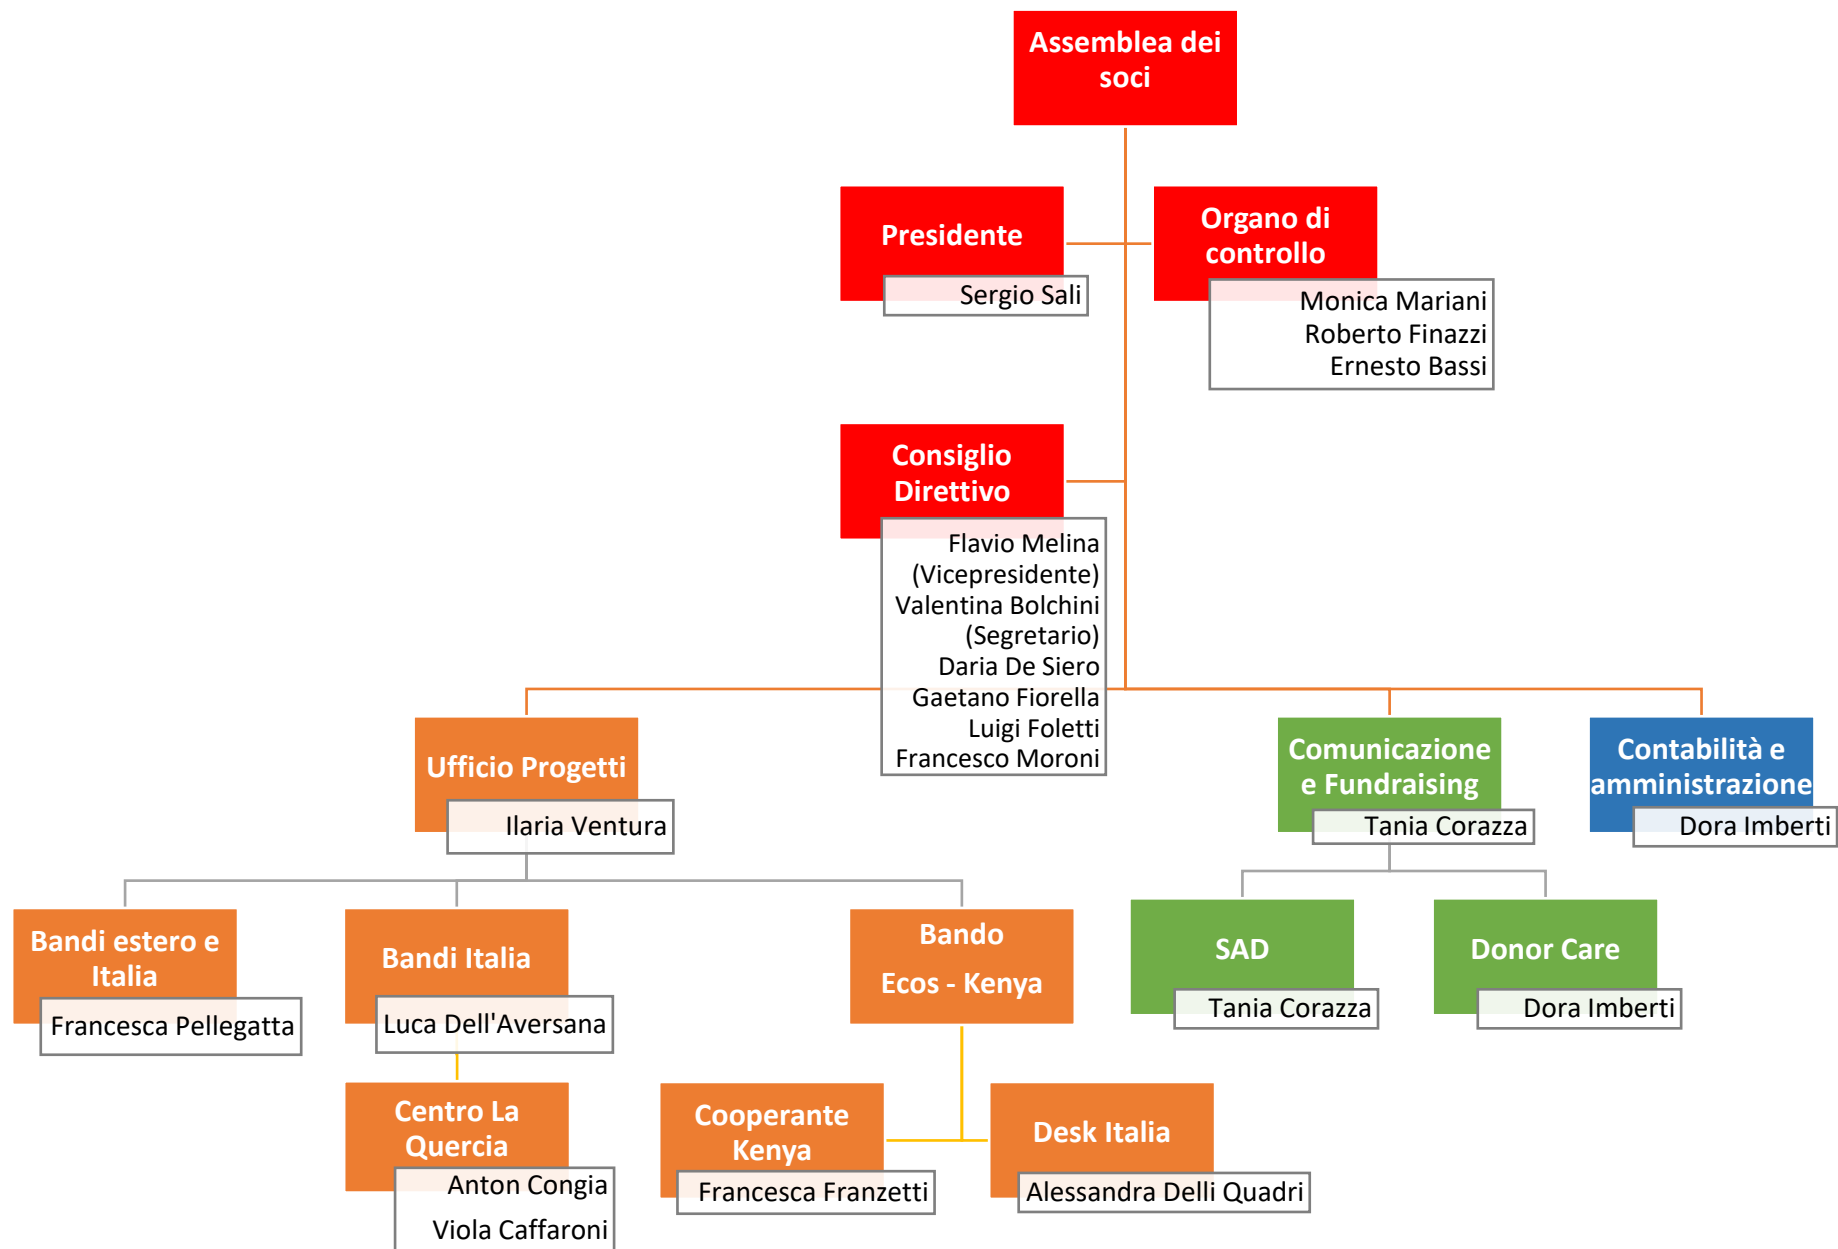 Assemblea dei
soci
Presidente
Sergio Sali
Organo di
controllo
Monica Mariani
Roberto Finazzi
Ernesto Bassi
Consiglio
Direttivo
Flavio Melina
(Vicepresidente)
Valentina Bolchini
(Segretario)
Daria De Siero
Gaetano Fiorella
Luigi Foletti
Francesco Moroni
Ufficio Progetti
Ilaria Ventura
Comunicazione
e Fundraising
Tania Corazza
Contabilità e
amministrazione
Dora Imberti
Bandi estero e
Italia
Francesca Pellegatta
Bandi Italia
Luca Dell'Aversana
Bando
Ecos - Kenya
SAD
Tania Corazza
Donor Care
Dora Imberti
Centro La
Quercia
Anton Congia
Viola Caffaroni
Cooperante
Kenya
Francesca Franzetti
Desk Italia
Alessandra Delli Quadri